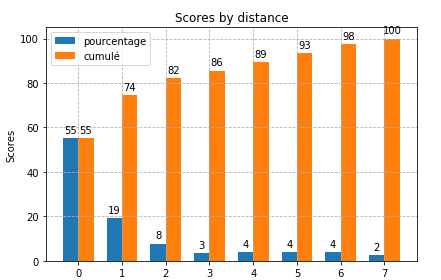 Scores by distance
100
80
60
40
20
0
Scores
pourcentage
cumulé
55 55
19 74
8 82
3 86
4 89
4 93
4 98
2 100
0 1 2 3 4 5 6 7